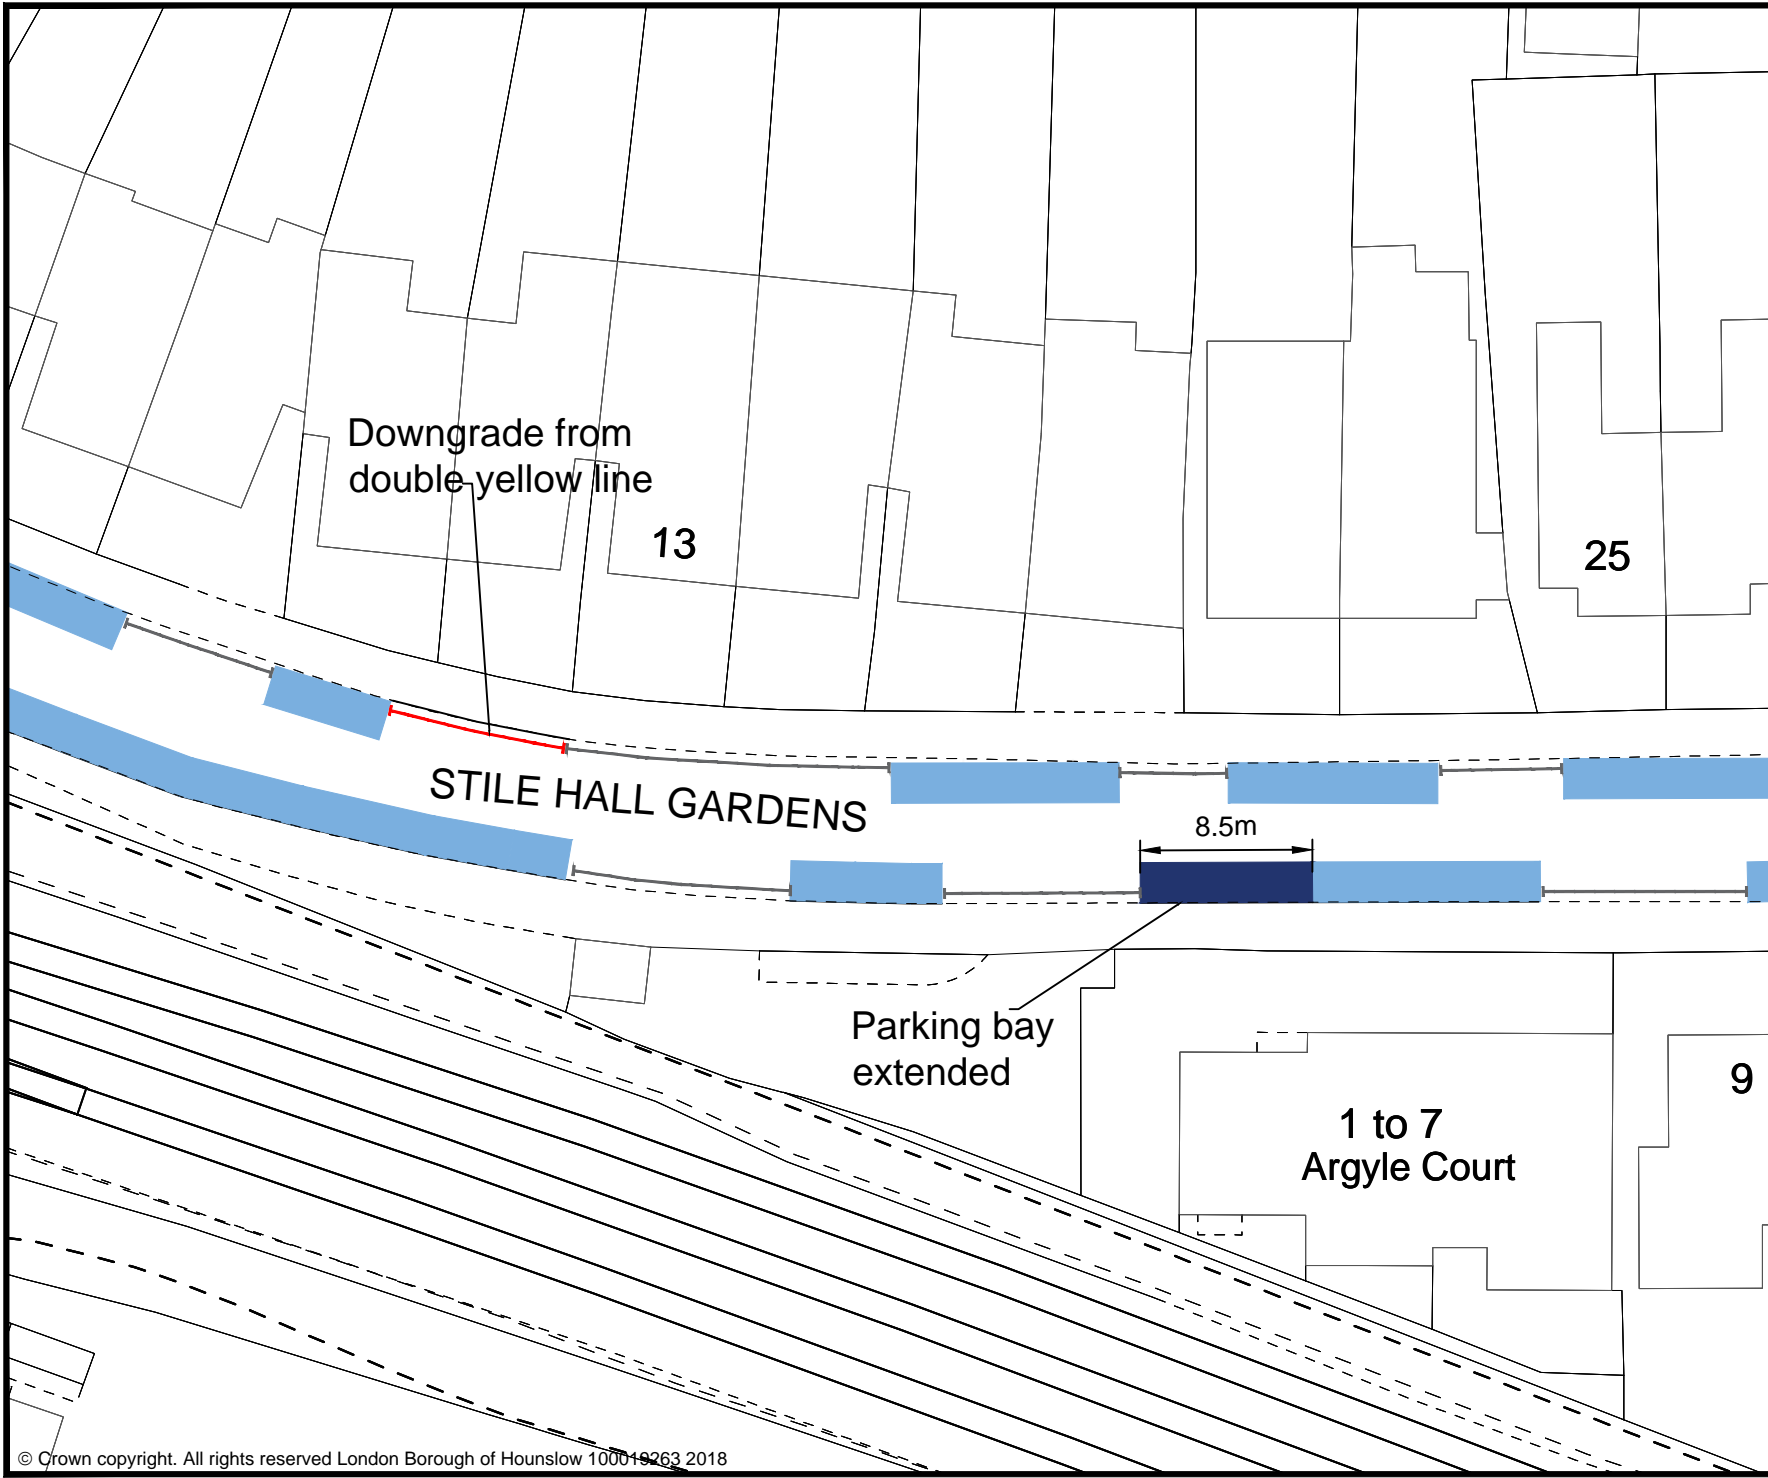 Downgrade from
double yellow line
13
25
STILE HALL GARDENS
8.5m
Parking bay
extended
9
1 to 7
Argyle Court
© Crown copyright. All rights reserved London Borough of Hounslow 100019263 2018